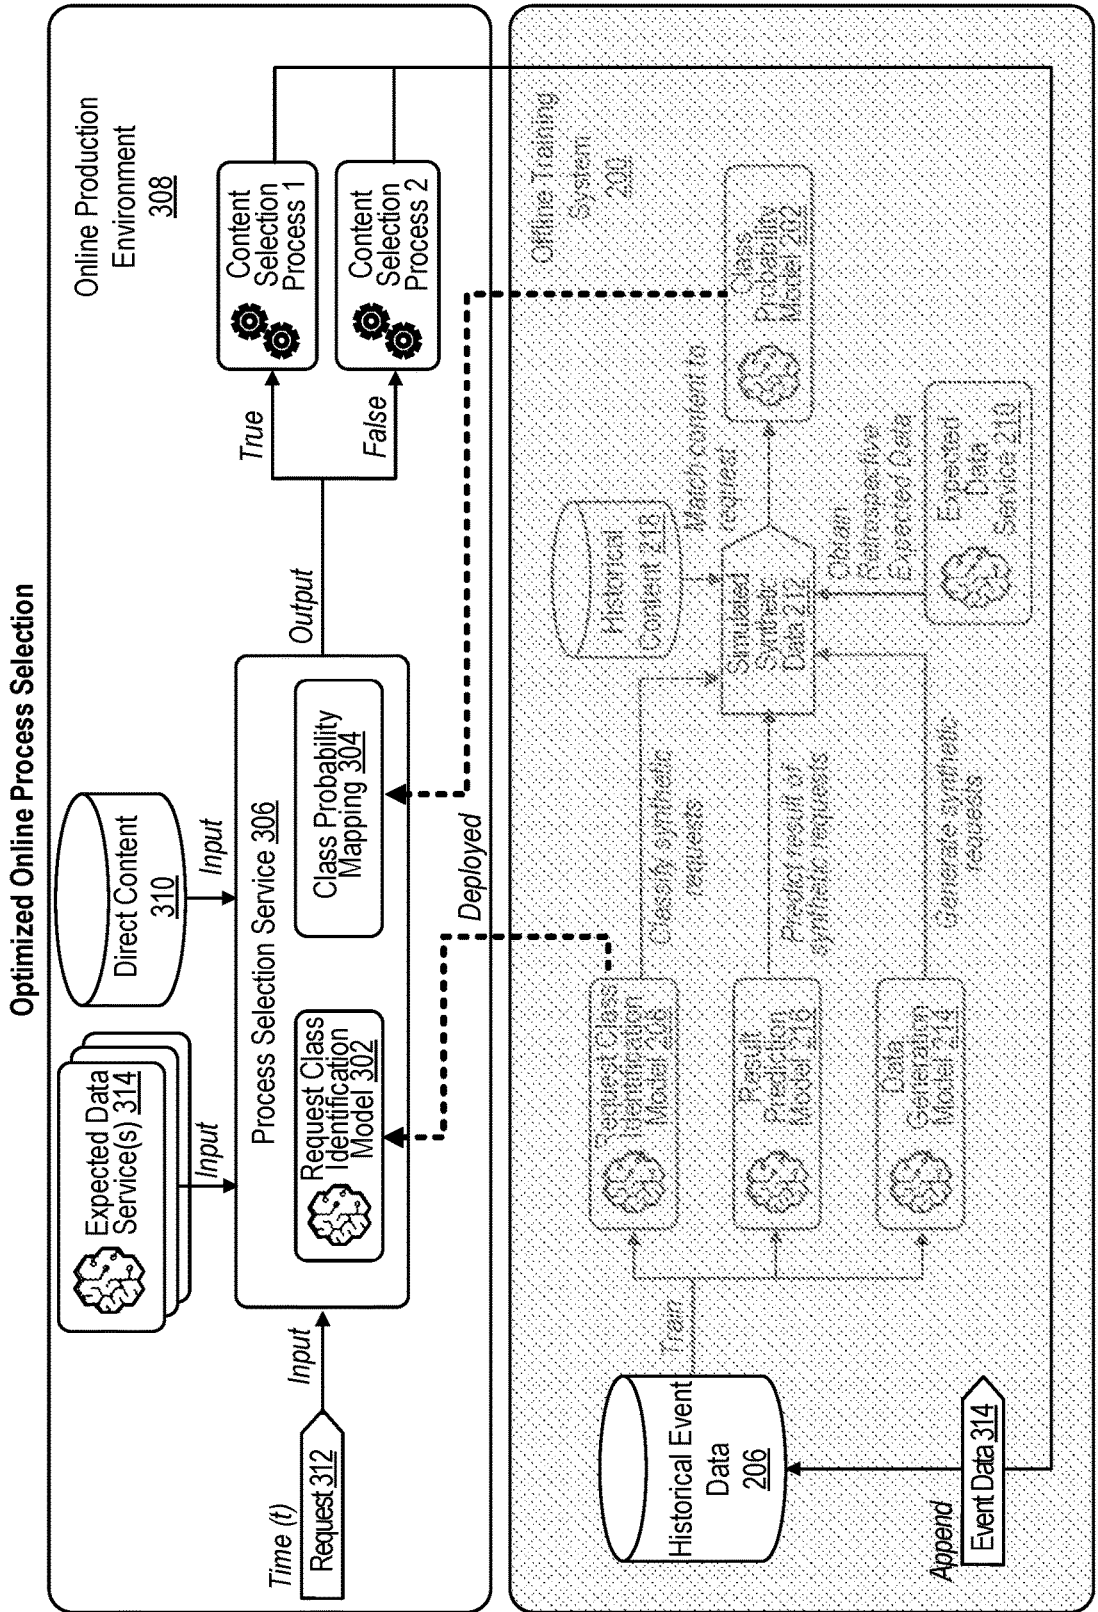 Optimized Online Process Selection
Online Production
Environment
308
Expected Data
Service(s) 314
Input
Direct Content
310
Input
Time (t)
Request 312
Input
Process Selection Service 306
Request Class
Identification
Model 302
Class Probability
Mapping 304
Output
True
False
Content
Selection
Process 1
Content
Selection
Process 2
Deployed
Offline Training
System
200
Historical Event
Data
206
Train
Append
Event Data 314
Request Class
Identification
Model 208
Result
Prediction
Model 216
Data
Generation
Model 214
Classify synthetic
requests
Predict result of
synthetic requests
Generate synthetic
requests
Historical
Content 218
Simulated
Synthetic
Data 212
Match content to
request
Obtain
Retrospective
Expected Data
Class
Probability
Model 202
Expected
Data
Service 210